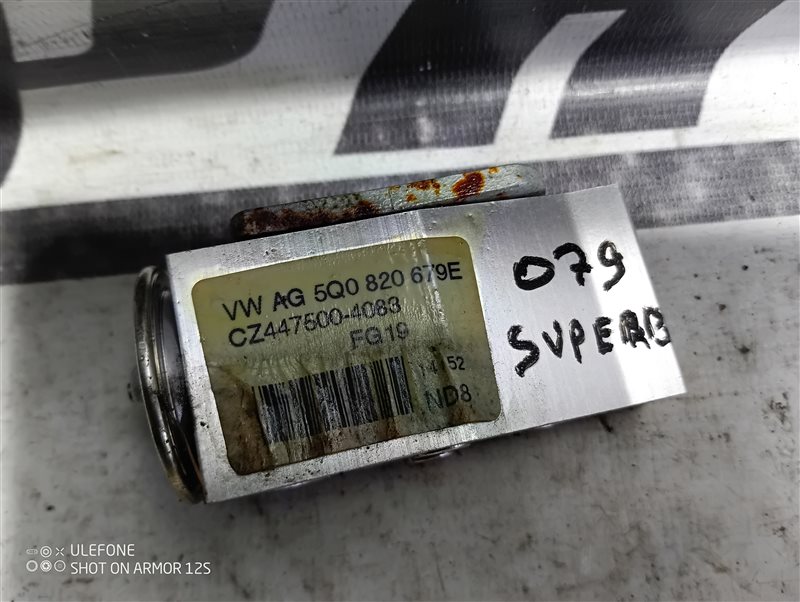 VW AG 5Q0 820 679E
CZ447500-4083
FG19
52
ND8
079
SUPERB
ULEFONE
SHOT ON ARMOR 12S